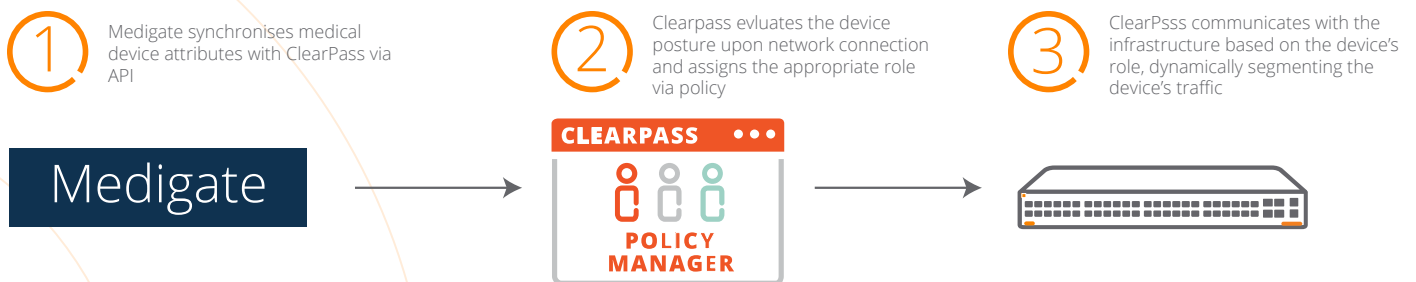 1
Medigate synchronises medical
device attributes with ClearPass via
API
2
Clearpass evluates the device
posture upon network connection
and assigns the appropriate role
via policy
3
ClearPsss communicates with the
infrastructure based on the device’s
role, dynamically segmenting the
device’s traffic
Medigate
CLEARPASS
POLICY
MANAGER